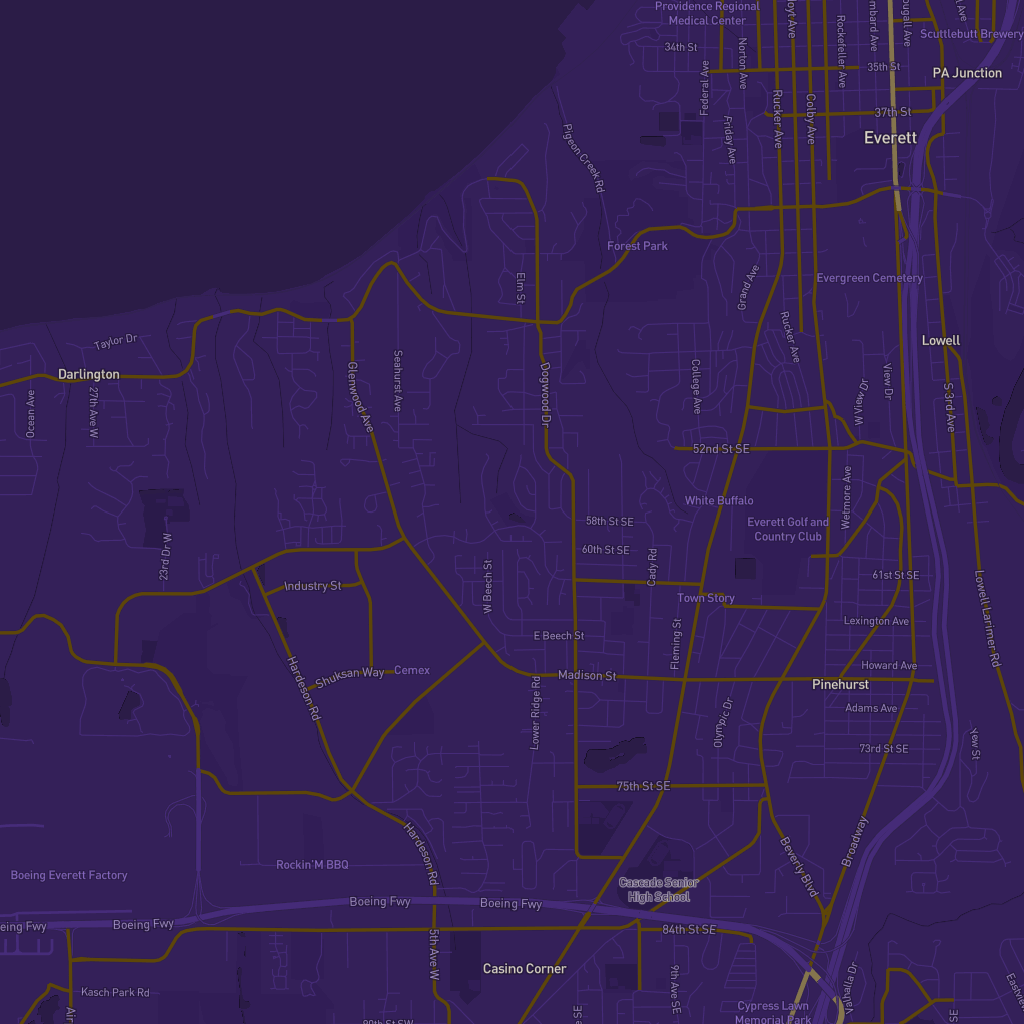 Providence Regional
Medical Center
34th St
Norton Ave
Hoyt Ave
Rockefeller Ave
Scuttlebutt Brewery
35th St
PA Junction
Federal Ave
Rucker Ave
Colby Ave
37th St
Everett
Friday Ave
Pigeon Creek Rd
Forest Park
Grand Ave
Evergreen Cemetery
Elm St
Rucker Ave
Lowell
Taylor Dr
Darlington
27th Ave W
Ocean Ave
Glenwood Ave
Seahurst Ave
Dogwood Dr
College Ave
W View Dr
View Dr
S 3rd Ave
52nd St SE
White Buffalo
Wetmore Ave
58th St SE
Everett Golf and
Country Club
60th St SE
Cady Rd
23rd Dr W
Industry St
W Beech St
61st St SE
Town Story
Lowell Larimer Rd
Lexington Ave
E Beech St
Fleming St
Howard Ave
Hardeson Rd
Shuksan Way
Cemex
Madison St
Pinehurst
Lower Ridge Rd
Olympic Dr
Adams Ave
73rd St SE
75th St SE
Hardeson Rd
Broadway
Beverly Blvd
Rockin'M BBQ
Boeing Everett Factory
Cascade Senior
High School
Boeing Fwy
Boeing Fwy
Boeing Fwy
84th St SE
5th Ave W
Casino Corner
9th Ave SE
Valhalla Dr
Kasch Park Rd
Cypress Lawn
Memorial Park